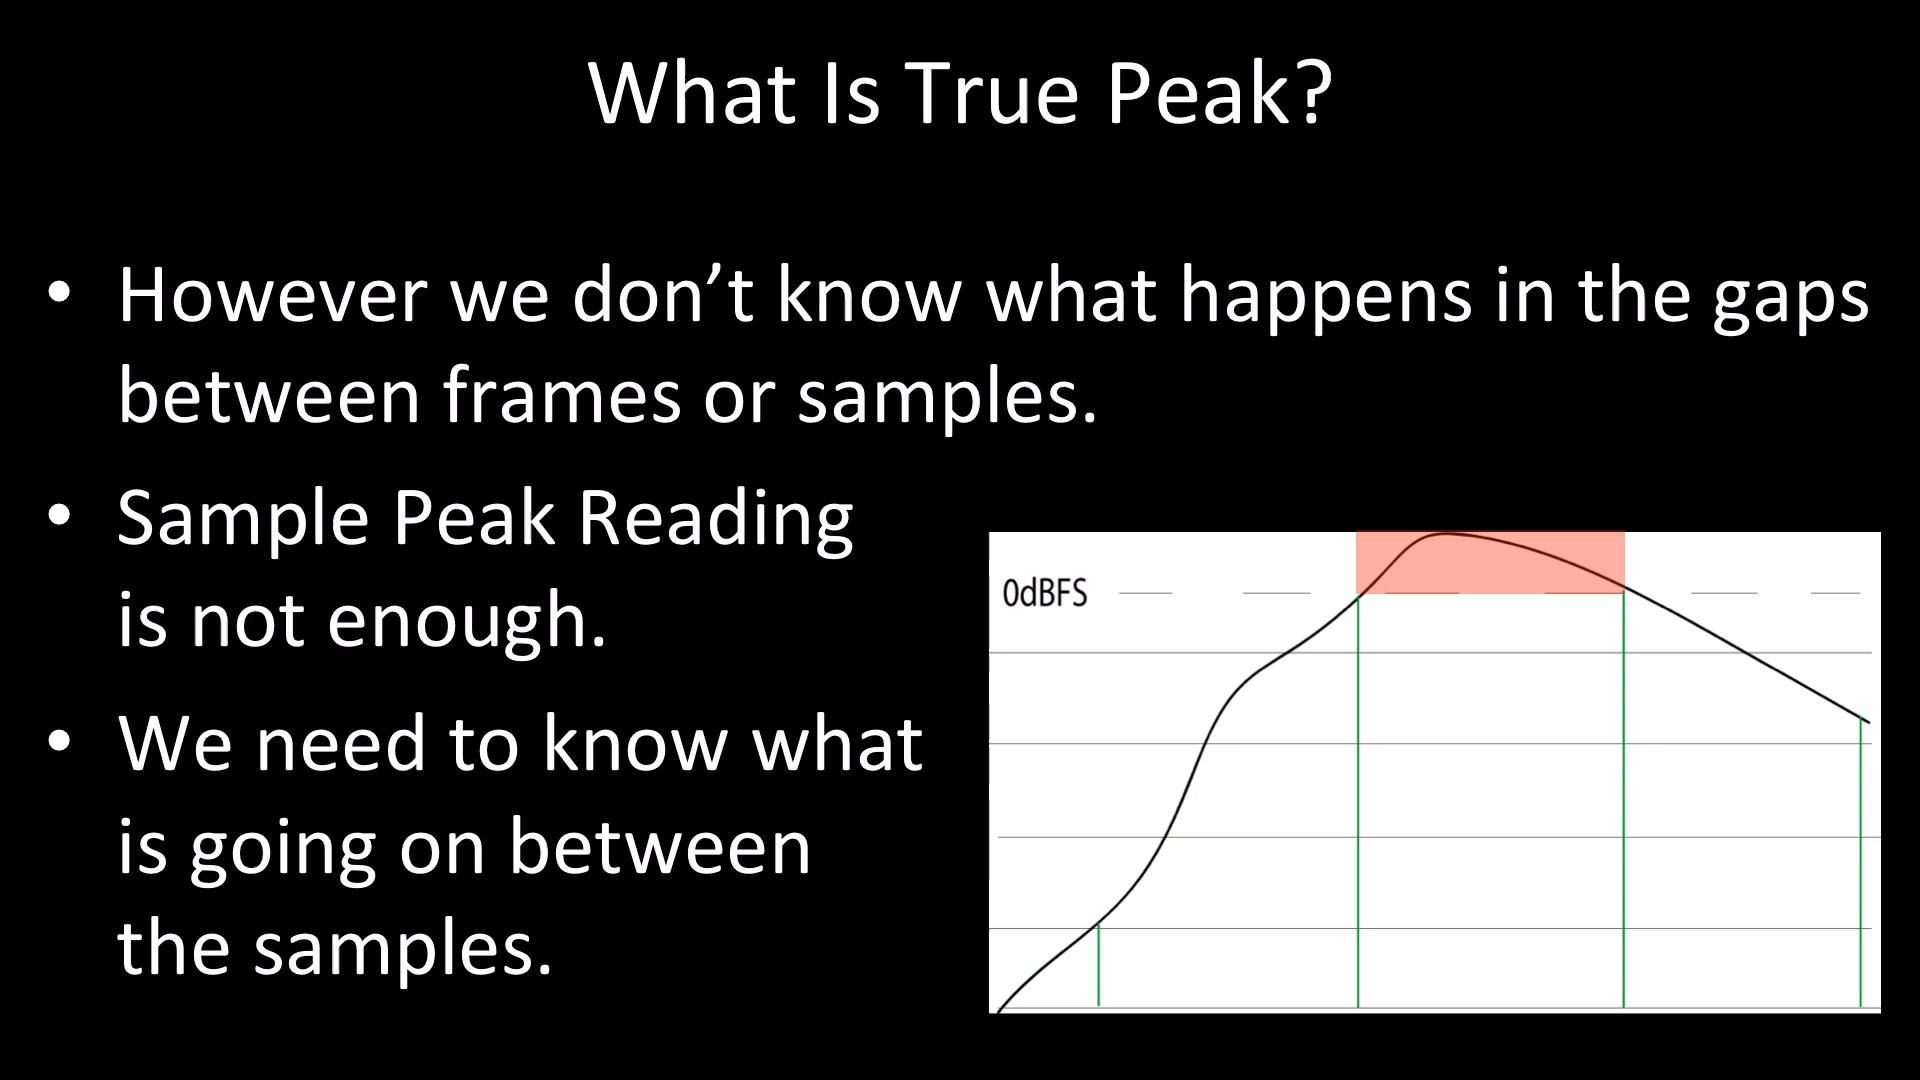 What Is True Peak?
• However we don’t know what happens in the gaps
between frames or samples.
• Sample Peak Reading
is not enough.
• We need to know what
is going on between
the samples.
0dBFS